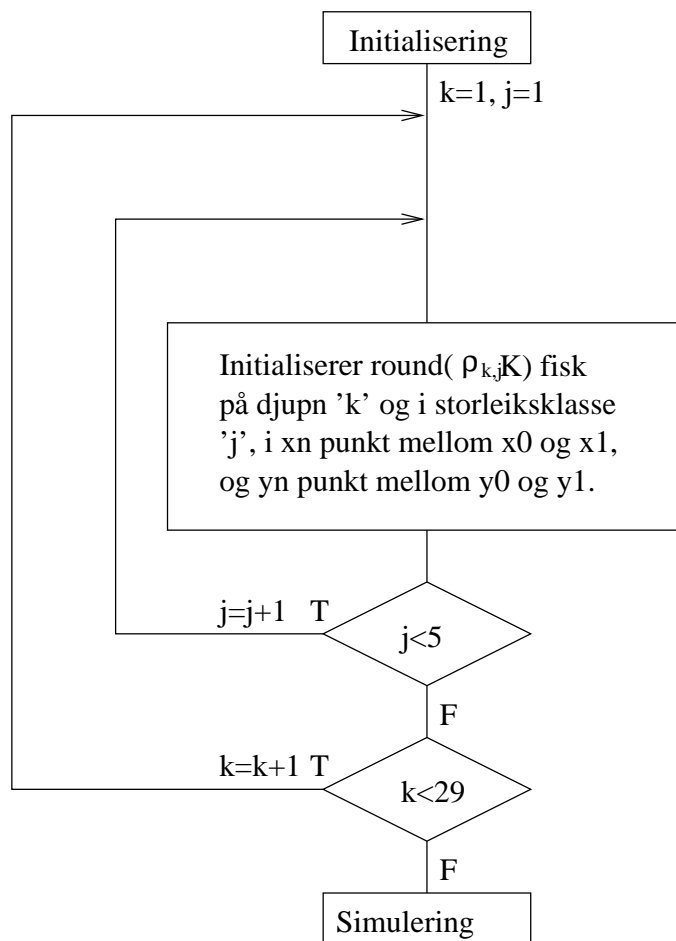 Initialisering
k=1, j=1
Initialiserer round( ρk,jK) fisk
på djupn ’k’ og i storleiksklasse
’j’, i xn punkt mellom x0 og x1,
og yn punkt mellom y0 og y1.
j=j+1 T
j<5
F
k=k+1 T
k<29
F
Simulering